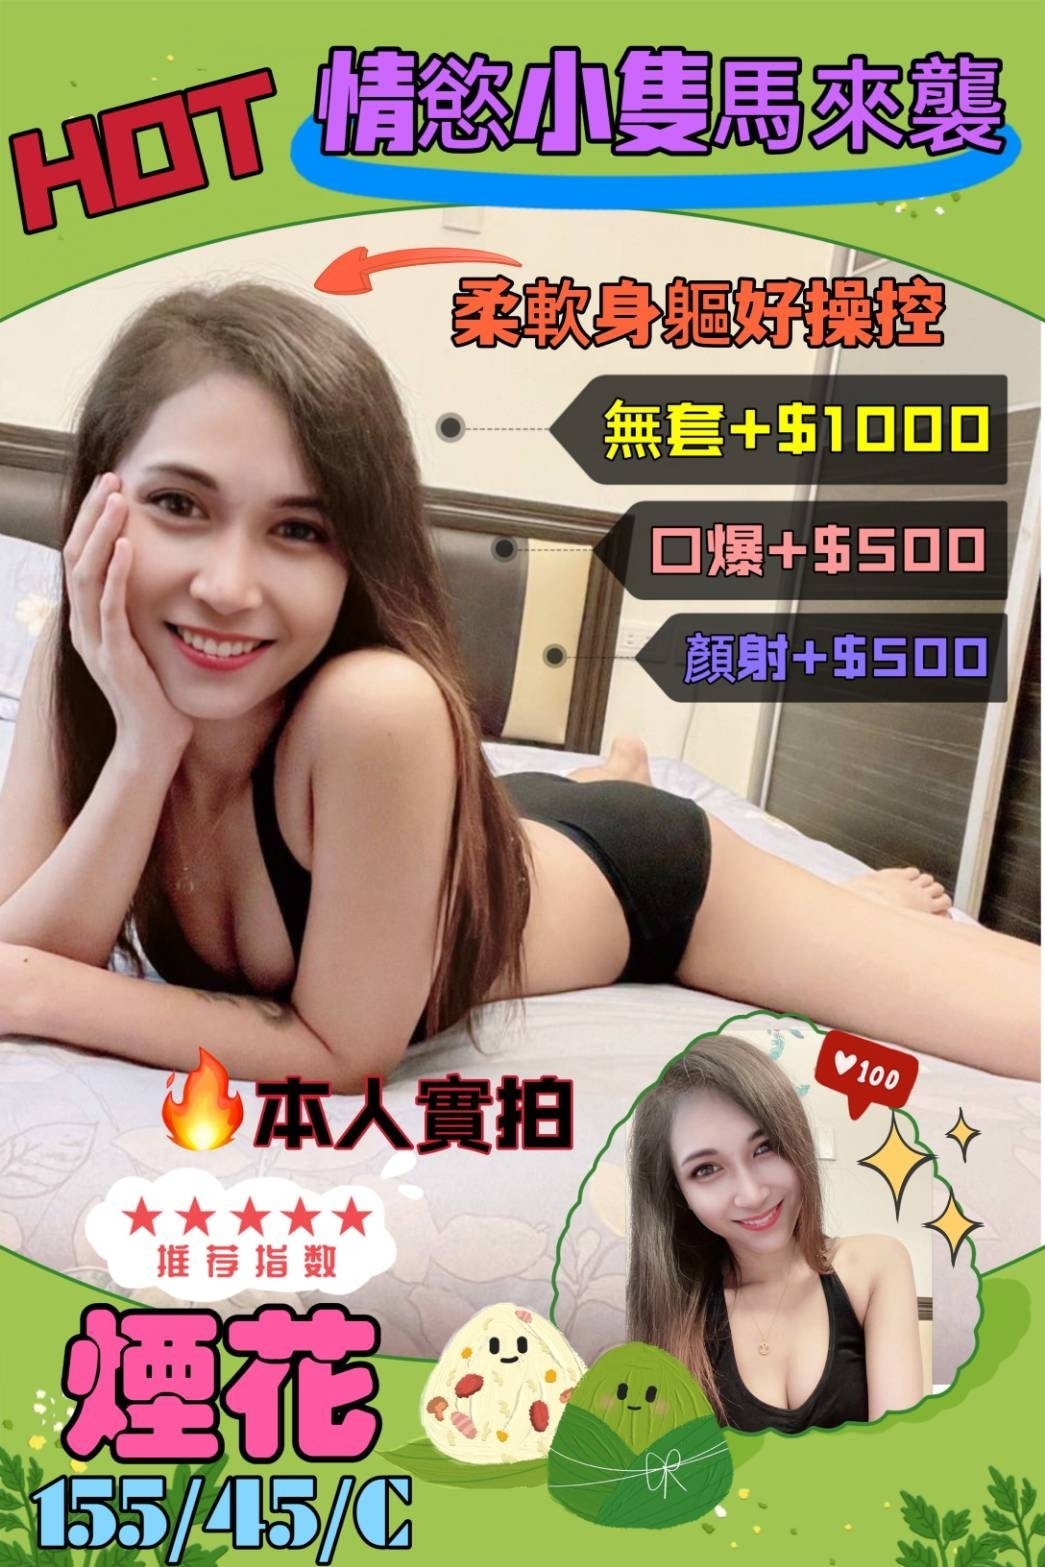 HOT
情慾小隻馬來襲
柔軟身軀好操控
無套+$1000
口爆+$500
顏射+$500
本人實拍
100
推荐指数
煙花
155/45/C